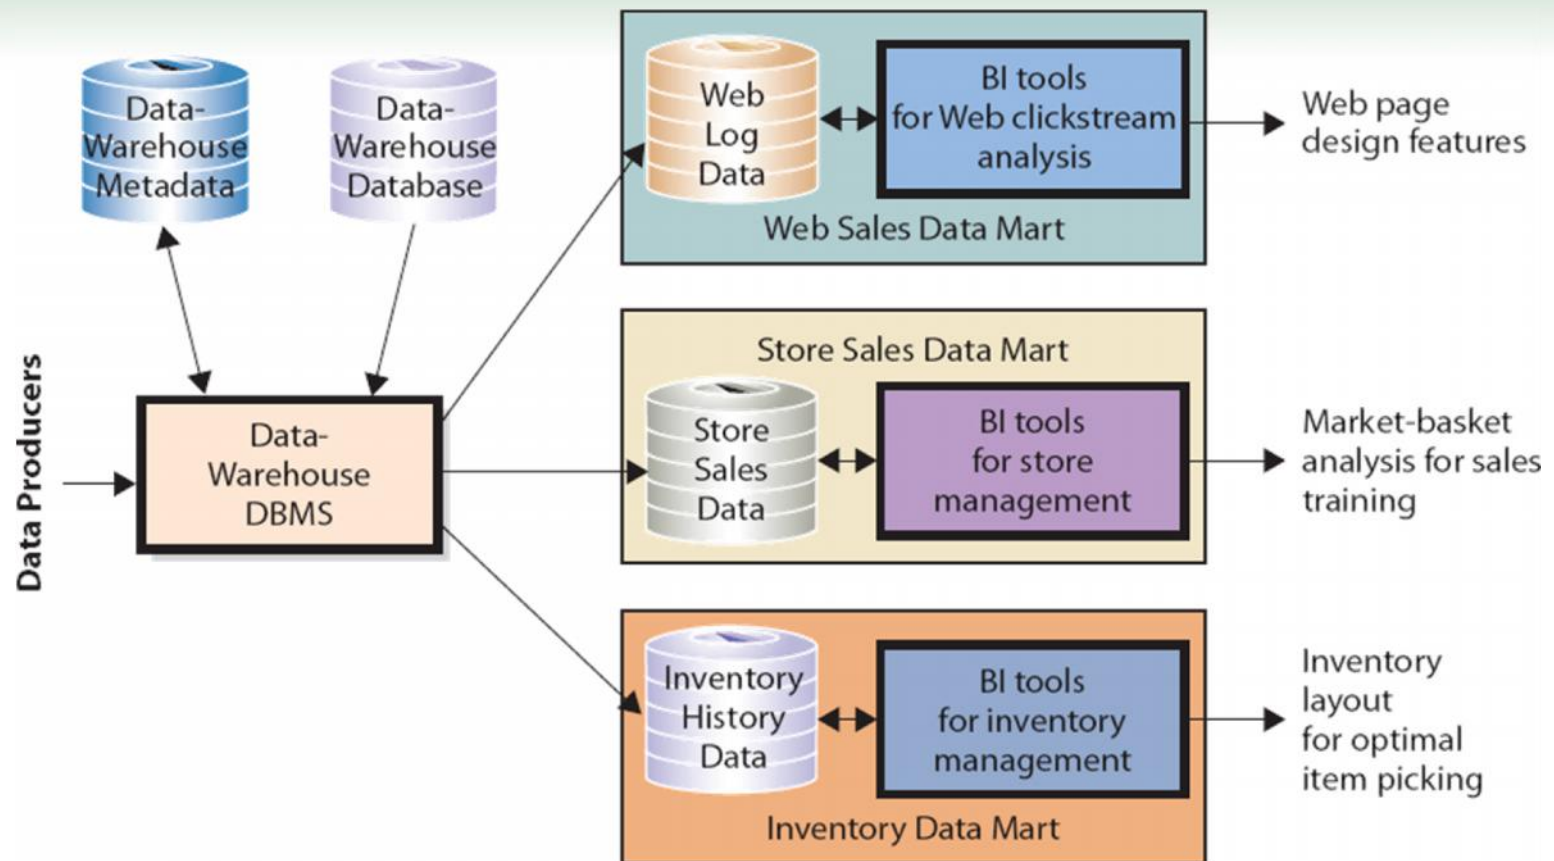 Data-
Warehouse
Metadata
Data-
Warehouse
Database
Data Producers
Data-
Warehouse
DBMS
Web
Log
Data
BI tools
for Web clickstream
analysis
Web Sales Data Mart
Web page
design features
Store Sales Data Mart
Store
Sales
Data
BI tools
for store
management
Market-basket
analysis for sales
training
Inventory
History
Data
BI tools
for inventory
management
Inventory Data Mart
Inventory
layout
for optimal
item picking